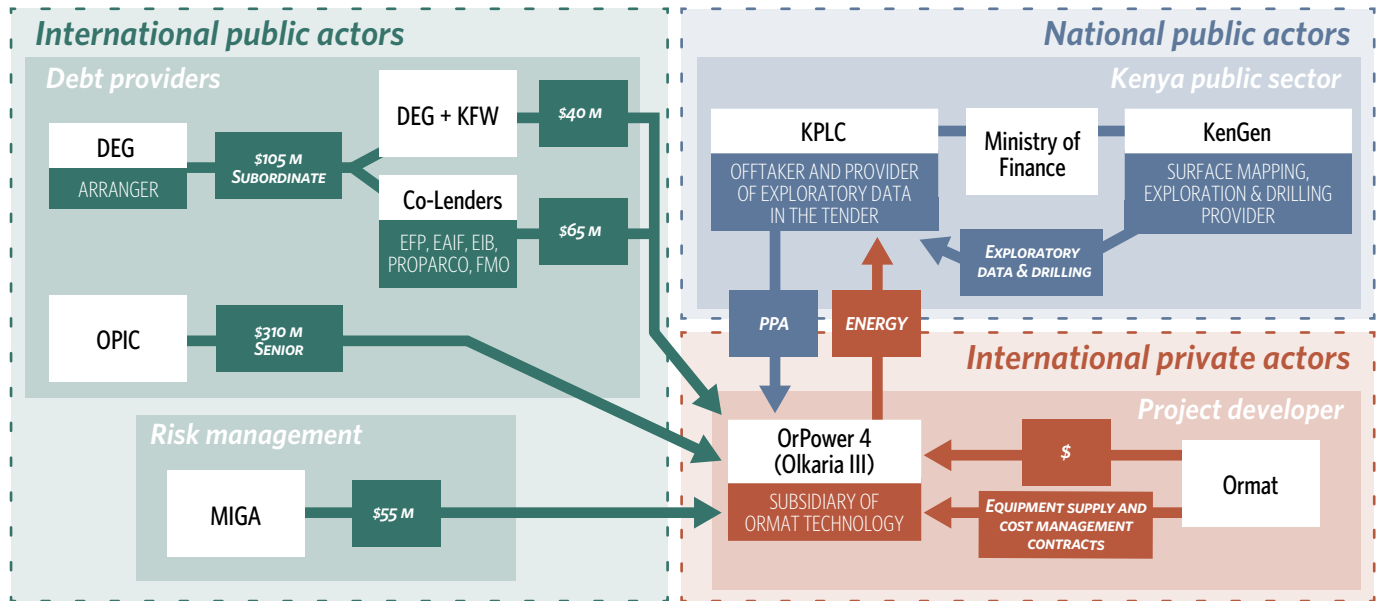 International public actors
Debt providers
DEG
ARRANGER
$105 M
Subordinate
DEG + KFW
$40 M
Co-Lenders
EFP, EAIF, EIB,
PROPARCO, FMO
$65 M
OPIC
$310 M
Senior
Risk management
MIGA
$55 M
National public actors
Kenya public sector
KPLC
OFFTAKER AND PROVIDER
OF EXPLORATORY DATA
IN THE TENDER
Ministry of
Finance
KenGen
SURFACE MAPPING,
EXPLORATION & DRILLING
PROVIDER
Exploratory
data & drilling
PPA
ENERGY
International private actors
Project developer
OrPower 4
(Olkaria III)
SUBSIDIARY OF
ORMAT TECHNOLOGY
$
Equipment supply and
cost management
contracts
Ormat